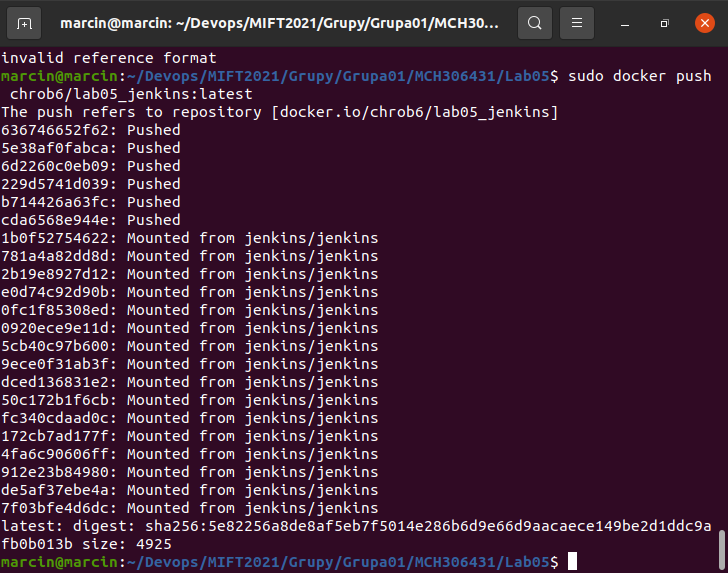 marcin@marcin: ~/Devops/MIFT2021/Grupy/Grupa01/MCH30...
invalid reference format
marcin@marcin:~/Devops/MIFT2021/Grupy/Grupa01/MCH306431/Lab05$ sudo docker push
 chrob6/lab05_jenkins:latest
The push refers to repository [docker.io/chrob6/lab05_jenkins]
636746652f62: Pushed
5e38af0fabca: Pushed
6d2260c0eb09: Pushed
229d5741d039: Pushed
b714426a63fc: Pushed
cda6568e944e: Pushed
1b0f52754622: Mounted from jenkins/jenkins
781a4a82dd8d: Mounted from jenkins/jenkins
2b19e8927d12: Mounted from jenkins/jenkins
e0d74c92d90b: Mounted from jenkins/jenkins
0fc1f85308ed: Mounted from jenkins/jenkins
0920ece9e11d: Mounted from jenkins/jenkins
5cb40c97b600: Mounted from jenkins/jenkins
9ece0f31ab3f: Mounted from jenkins/jenkins
dced136831e2: Mounted from jenkins/jenkins
50c172b1f6cb: Mounted from jenkins/jenkins
fc340cdaad0c: Mounted from jenkins/jenkins
172cb7ad177f: Mounted from jenkins/jenkins
4fa6c90606ff: Mounted from jenkins/jenkins
912e23b84980: Mounted from jenkins/jenkins
de5af37ebe4a: Mounted from jenkins/jenkins
7f03bfe4d6dc: Mounted from jenkins/jenkins
latest: digest: sha256:5e82256a8de8af5eb7f5014e286b6d9e66d9aacaece149be2d1ddc9a
fb0b013b size: 4925
marcin@marcin:~/Devops/MIFT2021/Grupy/Grupa01/MCH306431/Lab05$